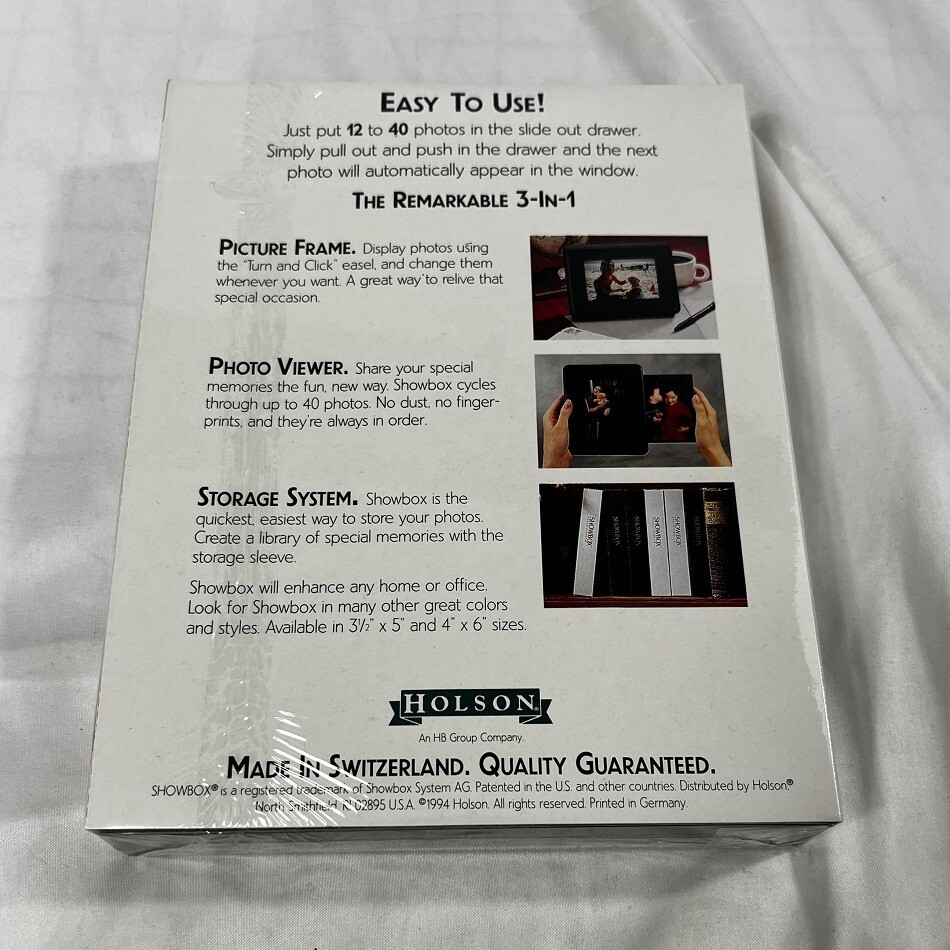 EASY TO USE!
Just put 12 to 40 photos in the slide out drawer.
Simply pull out and push in the drawer and the next
photo will automatically appear in the window.
THE REMARKABLE 3-IN-1
PICTURE FRAME. Display photos using
the "Turn and Click" easel, and change them
whenever you want. A great way to relive that
special occasion.
PHOTO VIEWER. Share your special
memories the fun, new way. Showbox cycles
through up to 40 photos. No dust, no finger-
prints, and they're always in order.
STORAGE SYSTEM. Showbox is the
quickest, easiest way to store your photos.
Create a library of special memories with the
storage sleeve.
SHOWBOX
SHOWBOX
SHOWBOX
SHOWBOX
SHOWBOX
SHOWBOX
Showbox will enhance any home or office.
Look for Showbox in many other great colors
and styles. Available in 3½" x 5" and 4" x 6" sizes.
HOLSON®
An HB Group Company.
MADE IN SWITZERLAND. QUALITY GUARANTEED.
SHOWBOX® is a registered trademark of Showbox System AG. Patented in the U.S. and other countries. Distributed by Holson,®
North Smithfield, RI 02895 U.S.A. ©1994 Holson. All rights reserved. Printed in Germany.